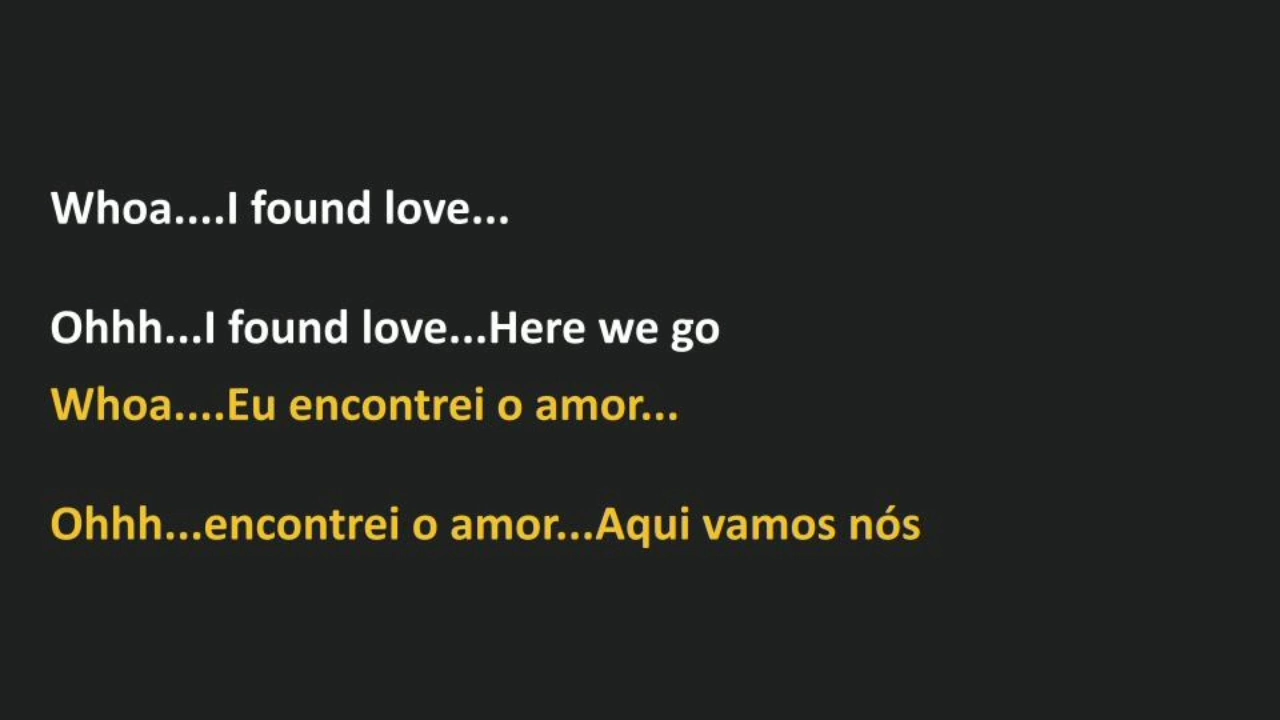 Whoa....I found love...
Ohhh...I found love...Here we go
Whoa....Eu encontrei o amor...
Ohhh...encontrei o amor...Aqui vamos nós